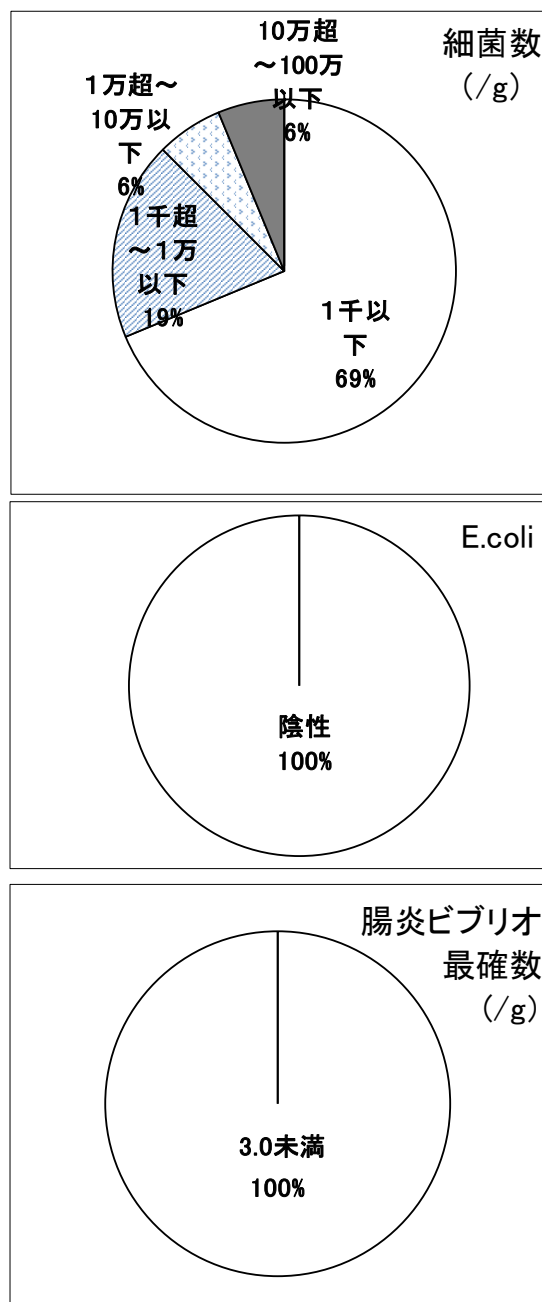 細菌数
(/g)
10万超
～100万
以下
6%
１万超～
10万以
下
6%
１千超
～１万
以下
19%
１千以
下
69%
E.coli
陰性
100%
腸炎ビブリオ
最確数
(/g)
3.0未満
100%